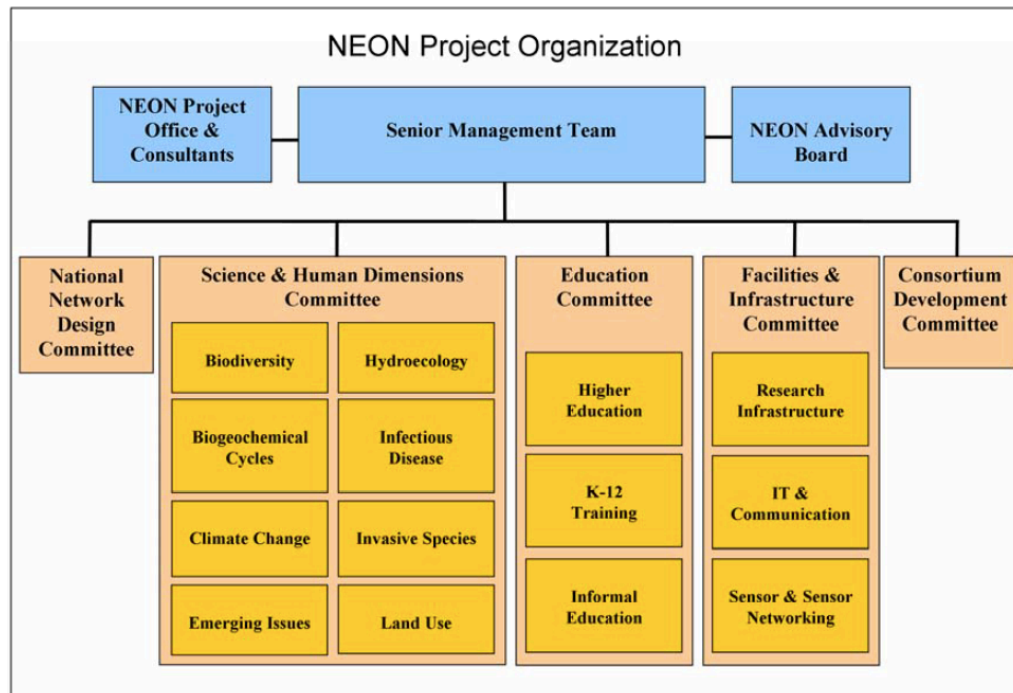 NEON Project Organization
NEON Project
Office &
Consultants
Senior Management Team
NEON Advisory
Board
National
Network
Design
Committee
Science & Human Dimensions
Committee
Biodiversity
Hydroecology
Biogeochemical
Cycles
Infectious
Disease
Climate Change
Invasive Species
Emerging Issues
Land Use
Education
Committee
Higher
Education
K-12
Training
Informal
Education
Facilities &
Infrastructure
Committee
Research
Infrastructure
IT &
Communication
Sensor & Sensor
Networking
Consortium
Development
Committee